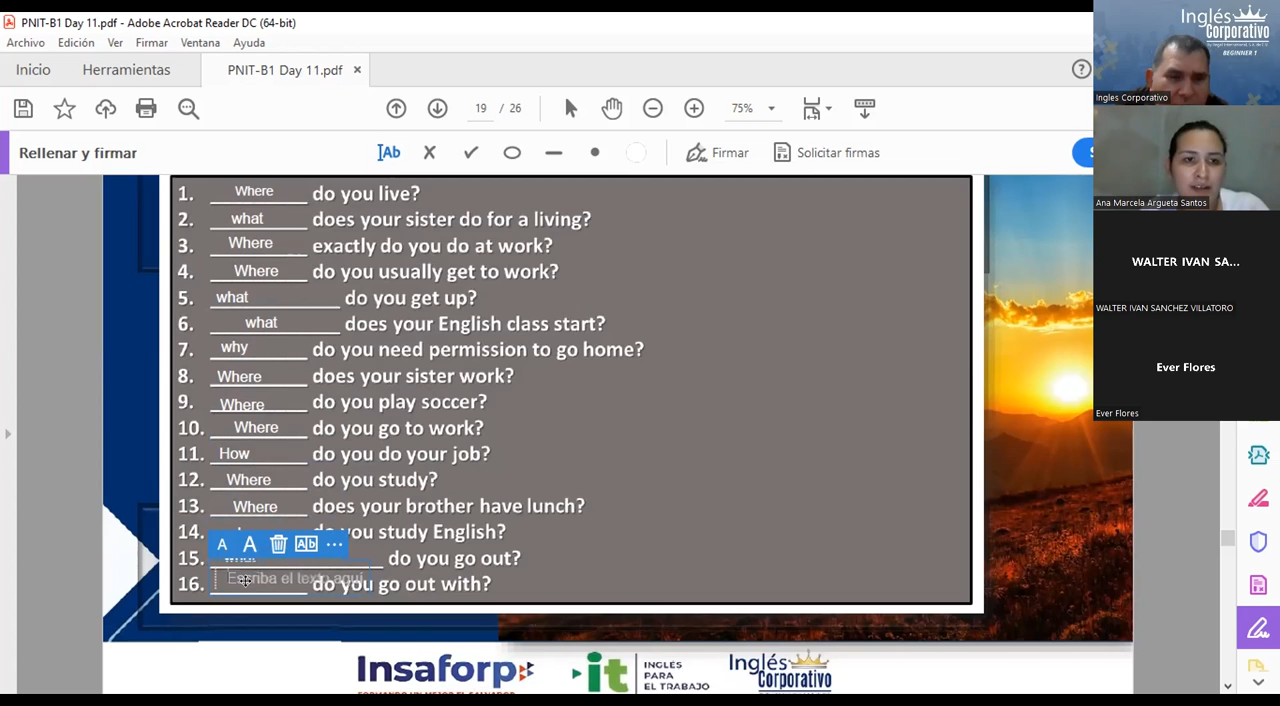 PNIT-B1 Day 11.pdf - Adobe Acrobat Reader DC (64-bit)
Archivo Edición Ver Firmar Ventana Ayuda
Inicio Herramientas PNIT-B1 Day 11.pdf ×
19 / 26 75%
Rellenar y firmar Ab Firmar Solicitar firmas
1. Where do you live?
2. what does your sister do for a living?
3. Where exactly do you do at work?
4. Where do you usually get to work?
5. what do you get up?
6. what does your English class start?
7. why do you need permission to go home?
8. Where does your sister work?
9. Where do you play soccer?
10. Where do you go to work?
11. How do you do your job?
12. Where do you study?
13. Where does your brother have lunch?
14. do you study English?
A A Ab ...
15. what do you go out?
16. Escriba el texto aquí do you go out with?
Insaforp
it INGLÉS PARA EL TRABAJO
Inglés Corporativo
Inglés
Corporativo
BEGINNER 1
Ingles Corporativo
Ana Marcela Argueta Santos
WALTER IVAN SA...
WALTER IVAN SANCHEZ VILLATORO
Ever Flores
Ever Flores